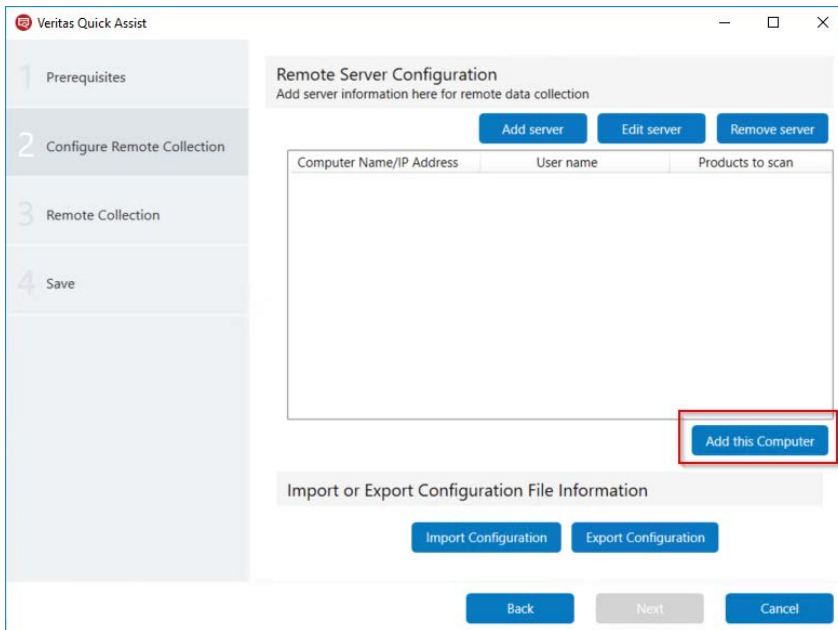 Veritas Quick Assist
1 Prerequisites
2 Configure Remote Collection
3 Remote Collection
4 Save
Remote Server Configuration
Add server information here for remote data collection
Add server Edit server Remove server
Computer Name/IP Address User name Products to scan
Add this Computer
Import or Export Configuration File Information
Import Configuration Export Configuration
Back Next Cancel